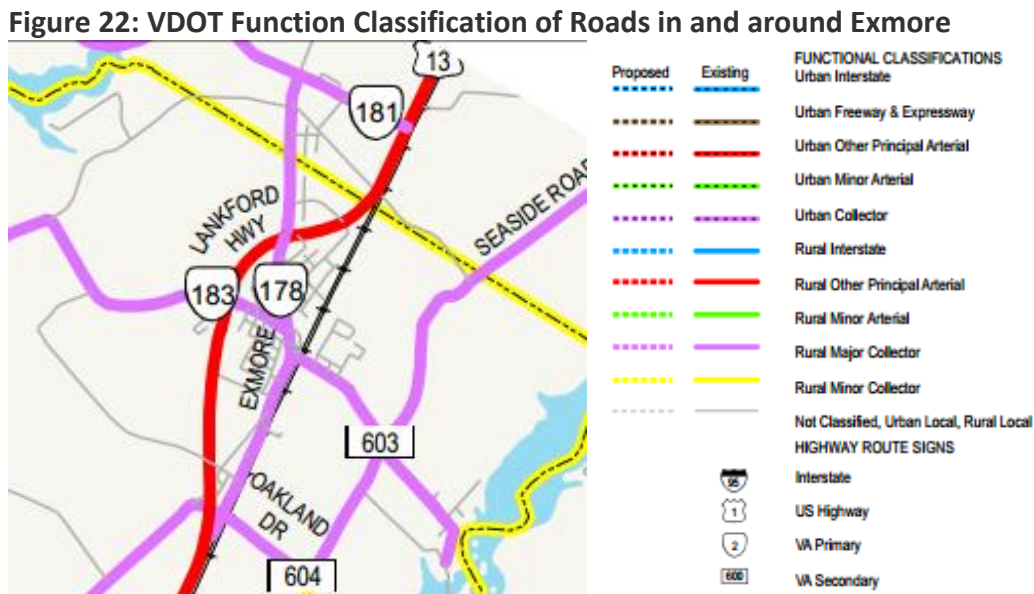 Figure 22: VDOT Function Classification of Roads in and around Exmore
13
181
SEASIDE ROAD
LANKFORD
HWY
183
178
EXMORE
603
OAKLAND
DR
604
Proposed Existing FUNCTIONAL CLASSIFICATIONS
Urban Interstate
Urban Freeway & Expressway
Urban Other Principal Arterial
Urban Minor Arterial
Urban Collector
Rural Interstate
Rural Other Principal Arterial
Rural Minor Arterial
Rural Major Collector
Rural Minor Collector
Not Classified, Urban Local, Rural Local
HIGHWAY ROUTE SIGNS
95 Interstate
1 US Highway
2 VA Primary
600 VA Secondary